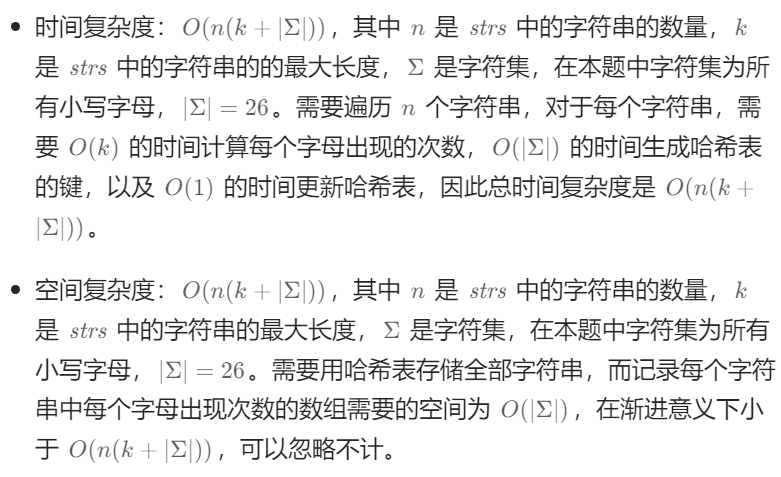 • 时间复杂度：O(n(k + |Σ|))，其中 n 是 strs 中的字符串的数量，k
是 strs 中的字符串的的最大长度，Σ 是字符集，在本题中字符集为所
有小写字母，|Σ| = 26。需要遍历 n 个字符串，对于每个字符串，需
要 O(k) 的时间计算每个字母出现的次数，O(|Σ|) 的时间生成哈希表
的键，以及 O(1) 的时间更新哈希表，因此总时间复杂度是 O(n(k +
|Σ|))。
• 空间复杂度：O(n(k + |Σ|))，其中 n 是 strs 中的字符串的数量，k
是 strs 中的字符串的最大长度，Σ 是字符集，在本题中字符集为所有
小写字母，|Σ| = 26。需要用哈希表存储全部字符串，而记录每个字符
串中每个字母出现次数的数组需要的空间为 O(|Σ|)，在渐进意义下小
于 O(n(k + |Σ|))，可以忽略不计。